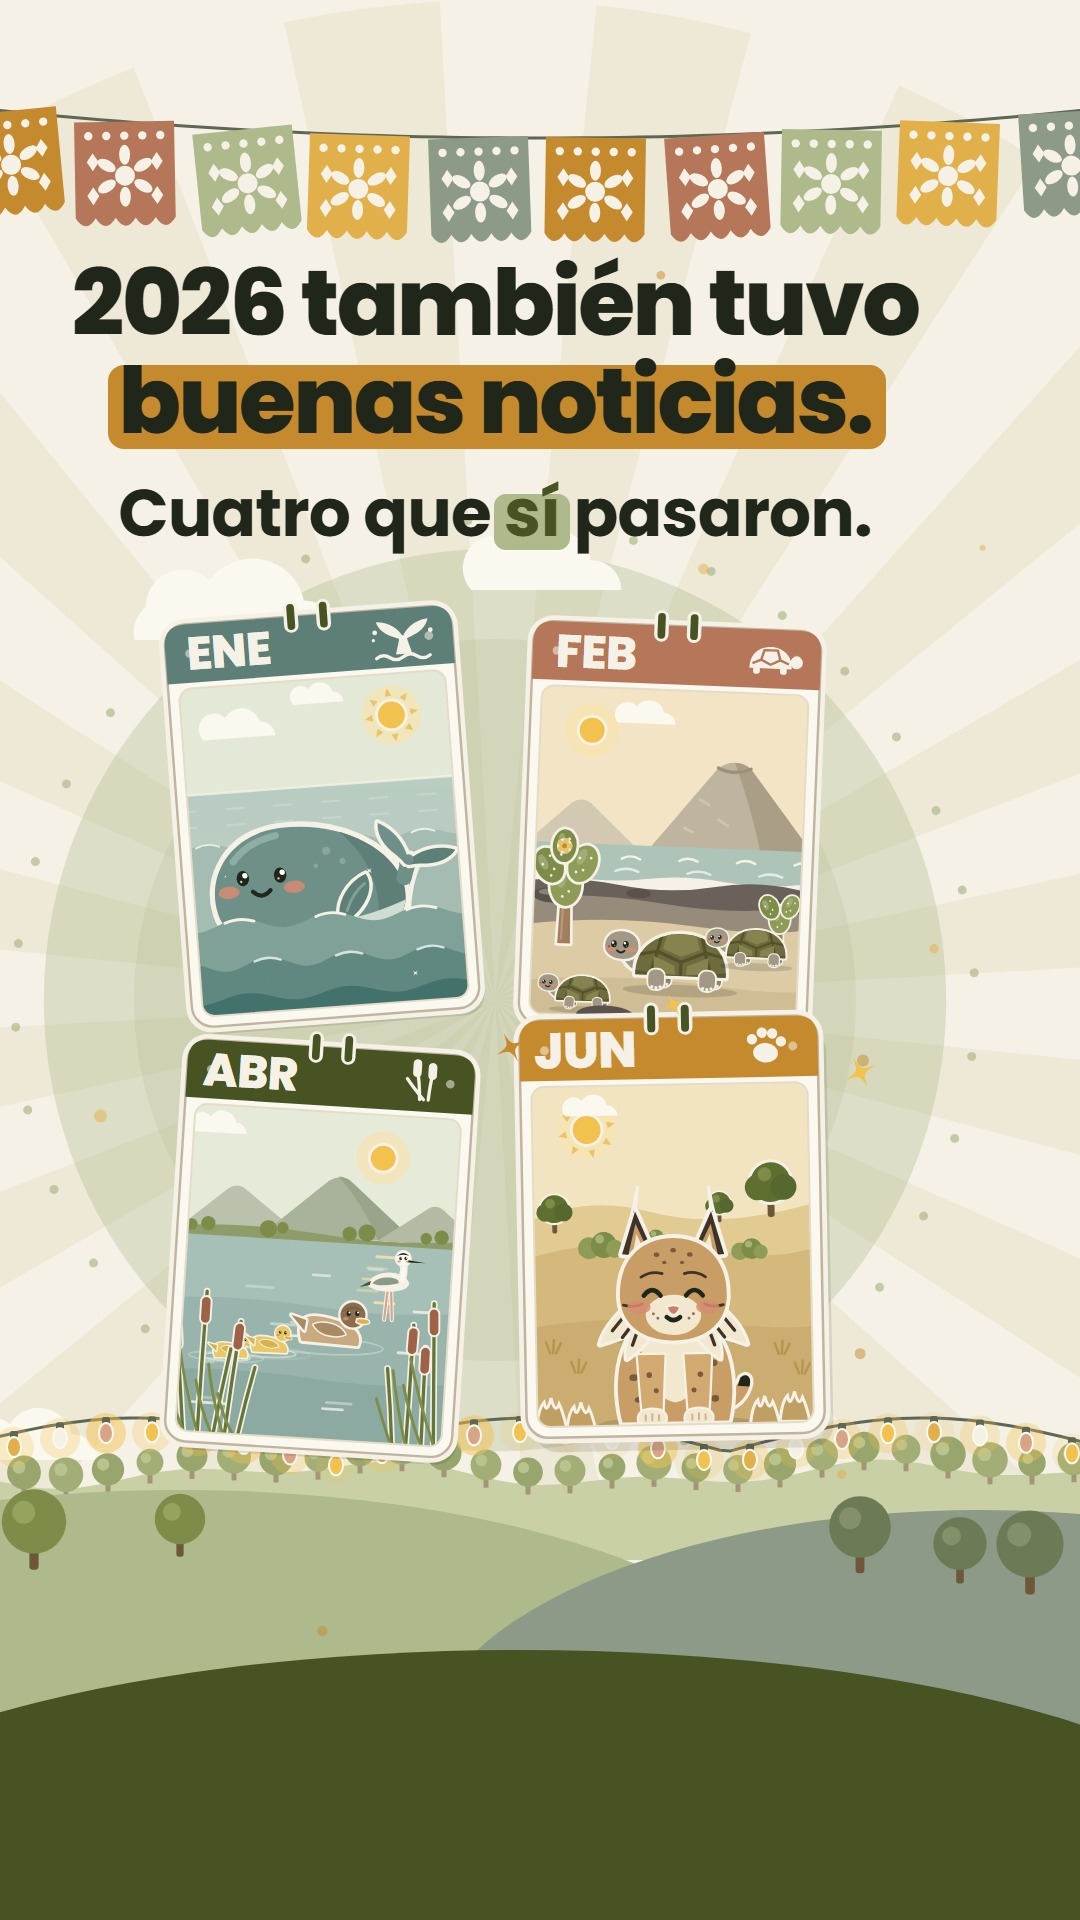 2026 también tuvo
buenas noticias.
Cuatro que sí pasaron.
ENE
FEB
ABR
JUN